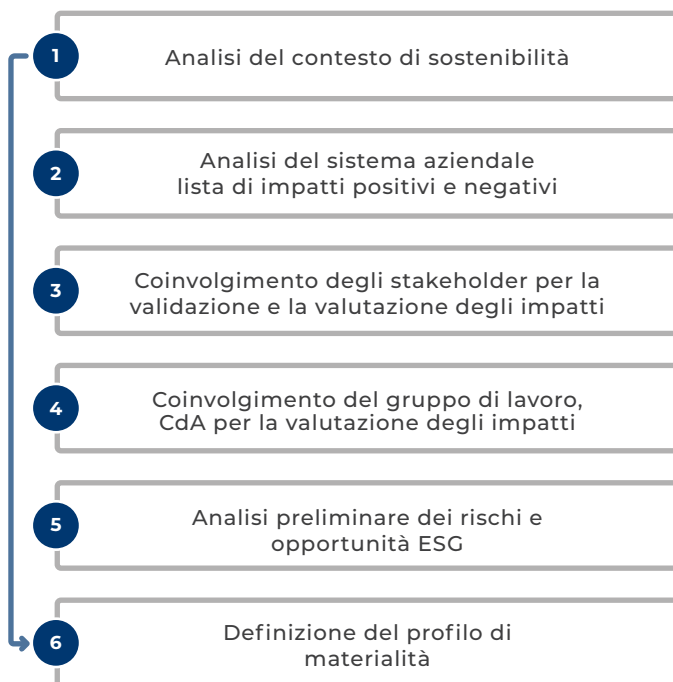 1
Analisi del contesto di sostenibilità
2
Analisi del sistema aziendale
lista di impatti positivi e negativi
3
Coinvolgimento degli stakeholder per la
validazione e la valutazione degli impatti
4
Coinvolgimento del gruppo di lavoro,
CdA per la valutazione degli impatti
5
Analisi preliminare dei rischi e
opportunità ESG
6
Definizione del profilo di
materialità